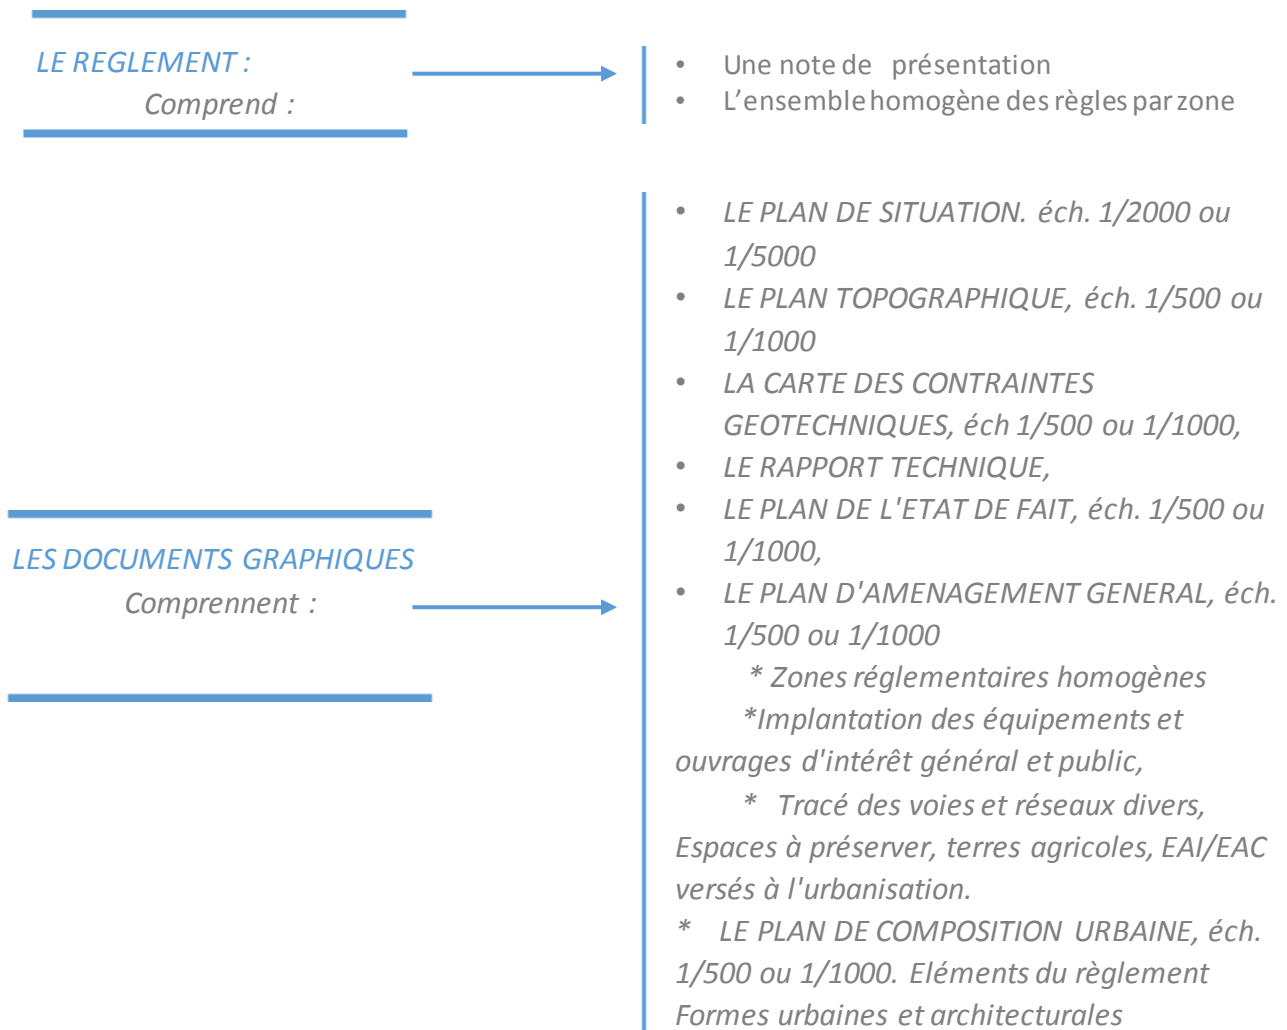 LE REGLEMENT :
Comprend :
• Une note de présentation
• L’ensemble homogène des règles par zone
LES DOCUMENTS GRAPHIQUES
Comprennent :
• LE PLAN DE SITUATION. éch. 1/2000 ou
1/5000
• LE PLAN TOPOGRAPHIQUE, éch. 1/500 ou
1/1000
• LA CARTE DES CONTRAINTES
GEOTECHNIQUES, éch 1/500 ou 1/1000,
• LE RAPPORT TECHNIQUE,
• LE PLAN DE L'ETAT DE FAIT, éch. 1/500 ou
1/1000,
• LE PLAN D'AMENAGEMENT GENERAL, éch.
1/500 ou 1/1000
* Zones réglementaires homogènes
*Implantation des équipements et
ouvrages d'intérêt général et public,
* Tracé des voies et réseaux divers,
Espaces à préserver, terres agricoles, EAI/EAC
versés à l'urbanisation.
* LE PLAN DE COMPOSITION URBAINE, éch.
1/500 ou 1/1000. Eléments du règlement
Formes urbaines et architecturales